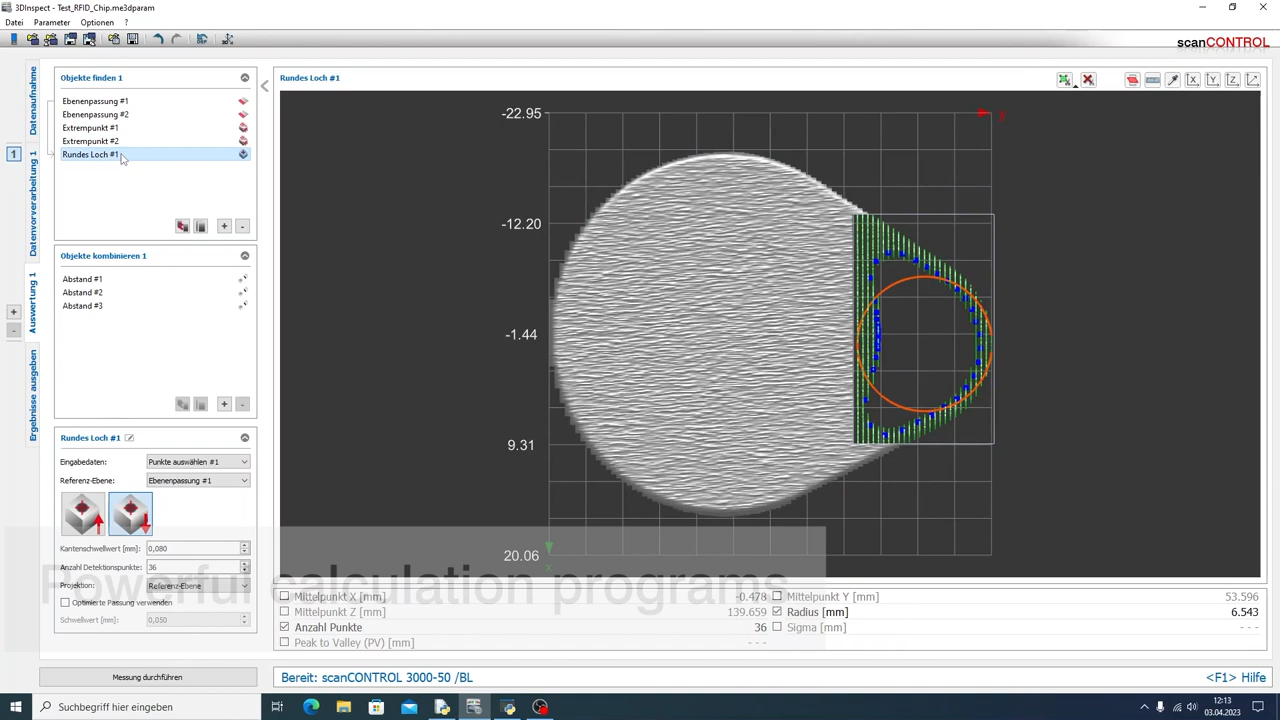 3DInspect - Test_RFID_Chip.me3dparam
Datei Parameter Optionen ?
scanCONTROL
Datenaufnahme
Datenvorverarbeitung 1
Auswertung 1
Ergebnisse ausgeben
1
+
-
Objekte finden 1
Ebenenpassung #1
Ebenenpassung #2
Extrempunkt #1
Extrempunkt #2
Rundes Loch #1
+ -
Objekte kombinieren 1
Abstand #1
Abstand #2
Abstand #3
+ -
Rundes Loch #1
Eingabedaten: Punkte auswählen #1
Referenz-Ebene: Ebenenpassung #1
Kantenschwellwert [mm]: 0,080
Anzahl Detektionspunkte: 36
Projektion: Referenz-Ebene
Optimierte Passung verwenden
Schwellwert [mm]: 0,050
Messung durchführen
Rundes Loch #1
X Y Z
-22.95
-12.20
-1.44
9.31
20.06
y
x
Powerful calculation programs
Mittelpunkt X [mm] -0.478 Mittelpunkt Y [mm] 53.596
Mittelpunkt Z [mm] 139.659 Radius [mm] 6.543
Anzahl Punkte 36 Sigma [mm] - - -
Peak to Valley (PV) [mm] - - -
Bereit: scanCONTROL 3000-50 /BL <F1> Hilfe
Suchbegriff hier eingeben
12:13
03.04.2023